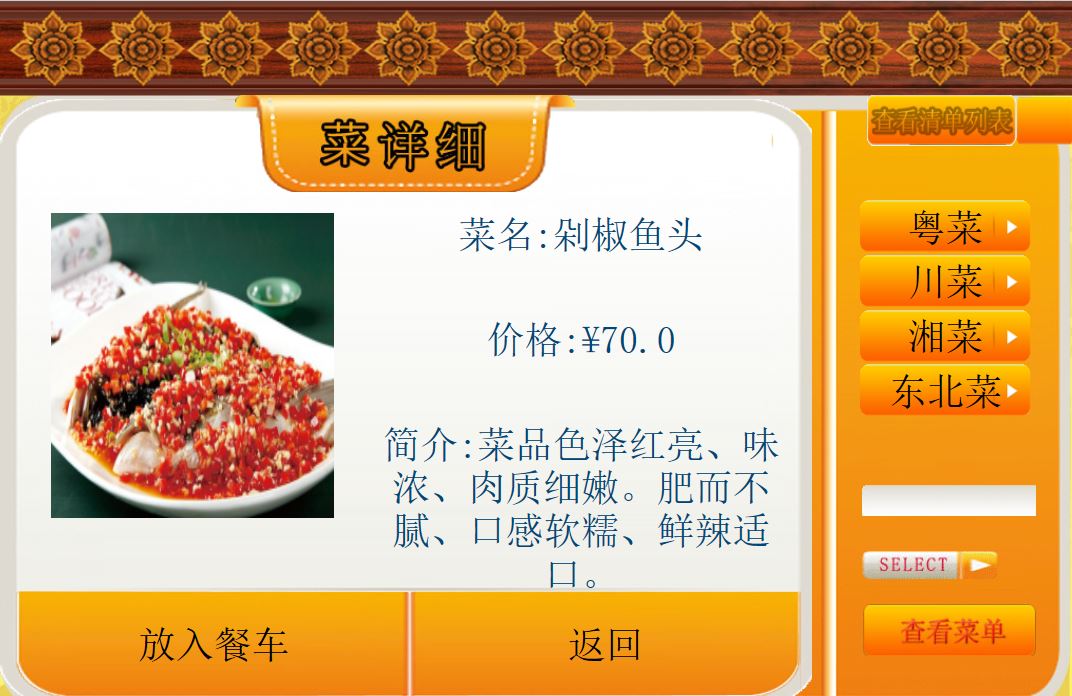 菜详细
查看清单列表
菜名:剁椒鱼头
价格:¥70.0
简介:菜品色泽红亮、味
浓、肉质细嫩。肥而不
腻、口感软糯、鲜辣适
口。
放入餐车
返回
粤菜
川菜
湘菜
东北菜
SELECT
查看菜单